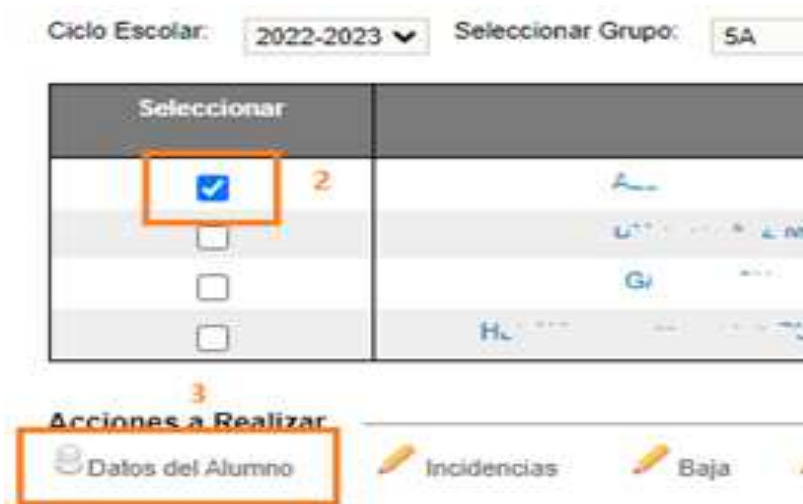 Ciclo Escolar: 2022-2023 Seleccionar Grupo: 5A
Seleccionar
2
3
Acciones a Realizar
Datos del Alumno Incidencias Baja